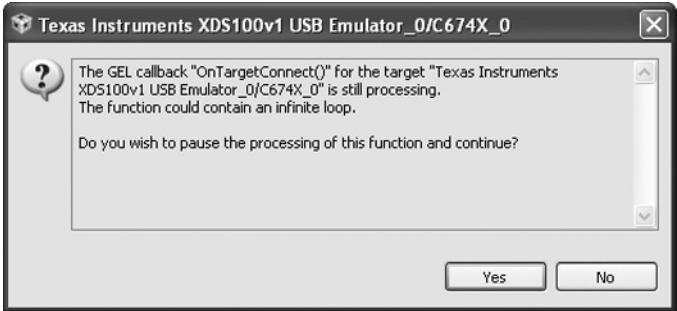 Texas Instruments XDS100v1 USB Emulator_0/C674X_0
The GEL callback "OnTargetConnect()" for the target "Texas Instruments
XDS100v1 USB Emulator_0/C674X_0" is still processing.
The function could contain an infinite loop.
Do you wish to pause the processing of this function and continue?
Yes
No